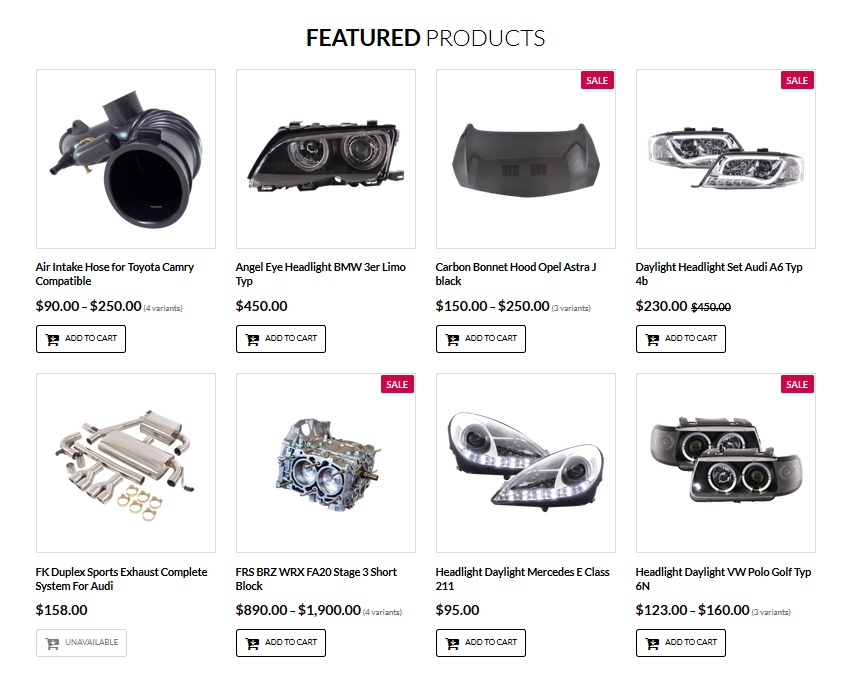 FEATURED PRODUCTS
SALE
SALE
Air Intake Hose for Toyota Camry
Compatible
$90.00 - $250.00 (4 variants)
ADD TO CART
Angel Eye Headlight BMW 3er Limo
Typ
$450.00
ADD TO CART
Carbon Bonnet Hood Opel Astra J
black
$150.00 - $250.00 (3 variants)
ADD TO CART
Daylight Headlight Set Audi A6 Typ
4b
$230.00 $450.00
ADD TO CART
SALE
SALE
FK Duplex Sports Exhaust Complete
System For Audi
$158.00
UNAVAILABLE
FRS BRZ WRX FA20 Stage 3 Short
Block
$890.00 - $1,900.00 (4 variants)
ADD TO CART
Headlight Daylight Mercedes E Class
211
$95.00
ADD TO CART
Headlight Daylight VW Polo Golf Typ
6N
$123.00 - $160.00 (3 variants)
ADD TO CART